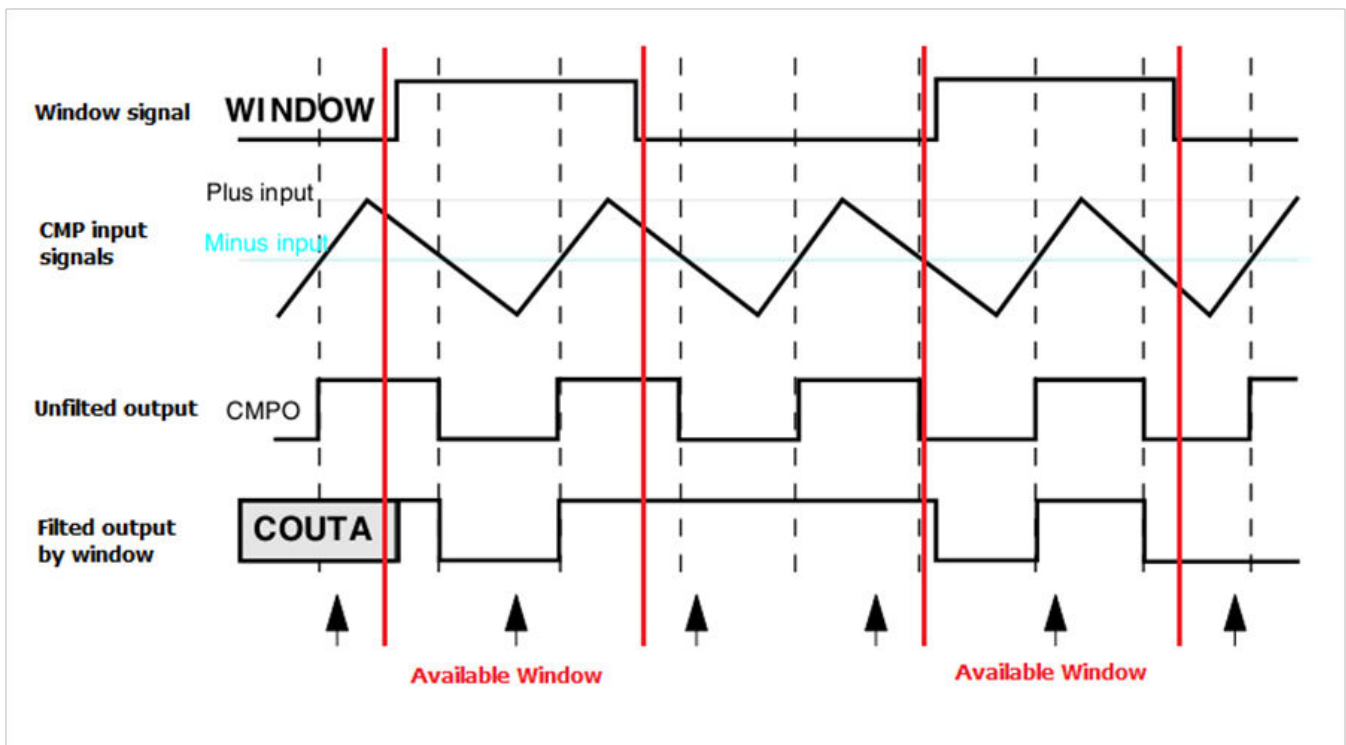 Window signal
WINDOW
Plus input
CMP input
signals
Minus input
Unfilted output
CMPO
Filted output
by window
COUTA
Available Window
Available Window